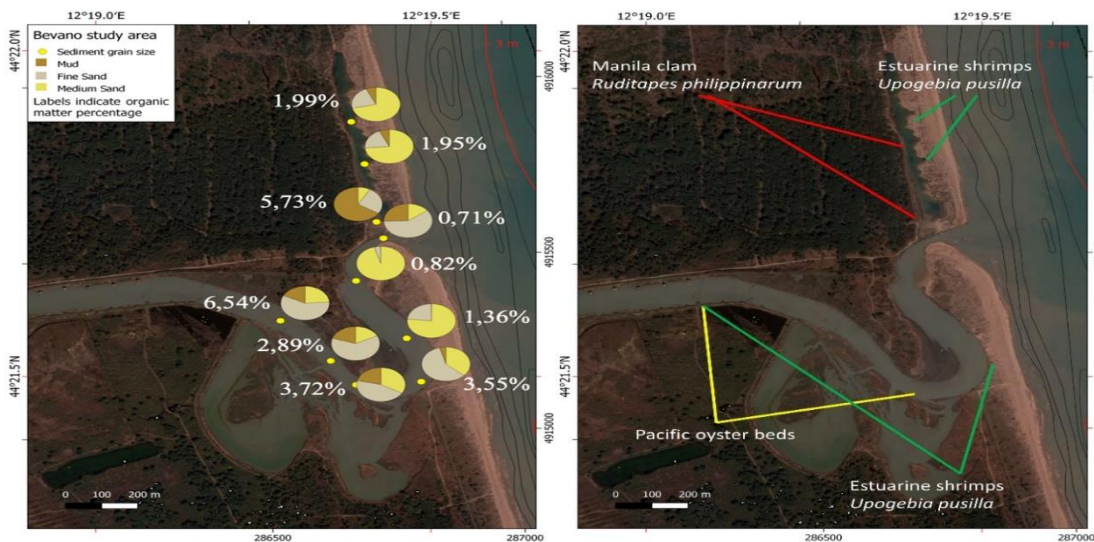 12°19.0'E
12°19.5'E
44°22.0'N
4916000
Bevano study area
Sediment grain size
Mud
Fine Sand
Medium Sand
Labels indicate organic
matter percentage
3 m
1,99%
1,95%
5,73%
0,71%
4915500
0,82%
6,54%
1,36%
2,89%
3,72%
3,55%
44°21.5'N
4915000
0 100 200 m
286500
287000
12°19.0'E
12°19.5'E
44°22.0'N
4916000
3 m
Manila clam
Ruditapes philippinarum
Estuarine shrimps
Upogebia pusilla
4915500
44°21.5'N
Pacific oyster beds
4915000
Estuarine shrimps
Upogebia pusilla
0 100 200 m
286500
287000